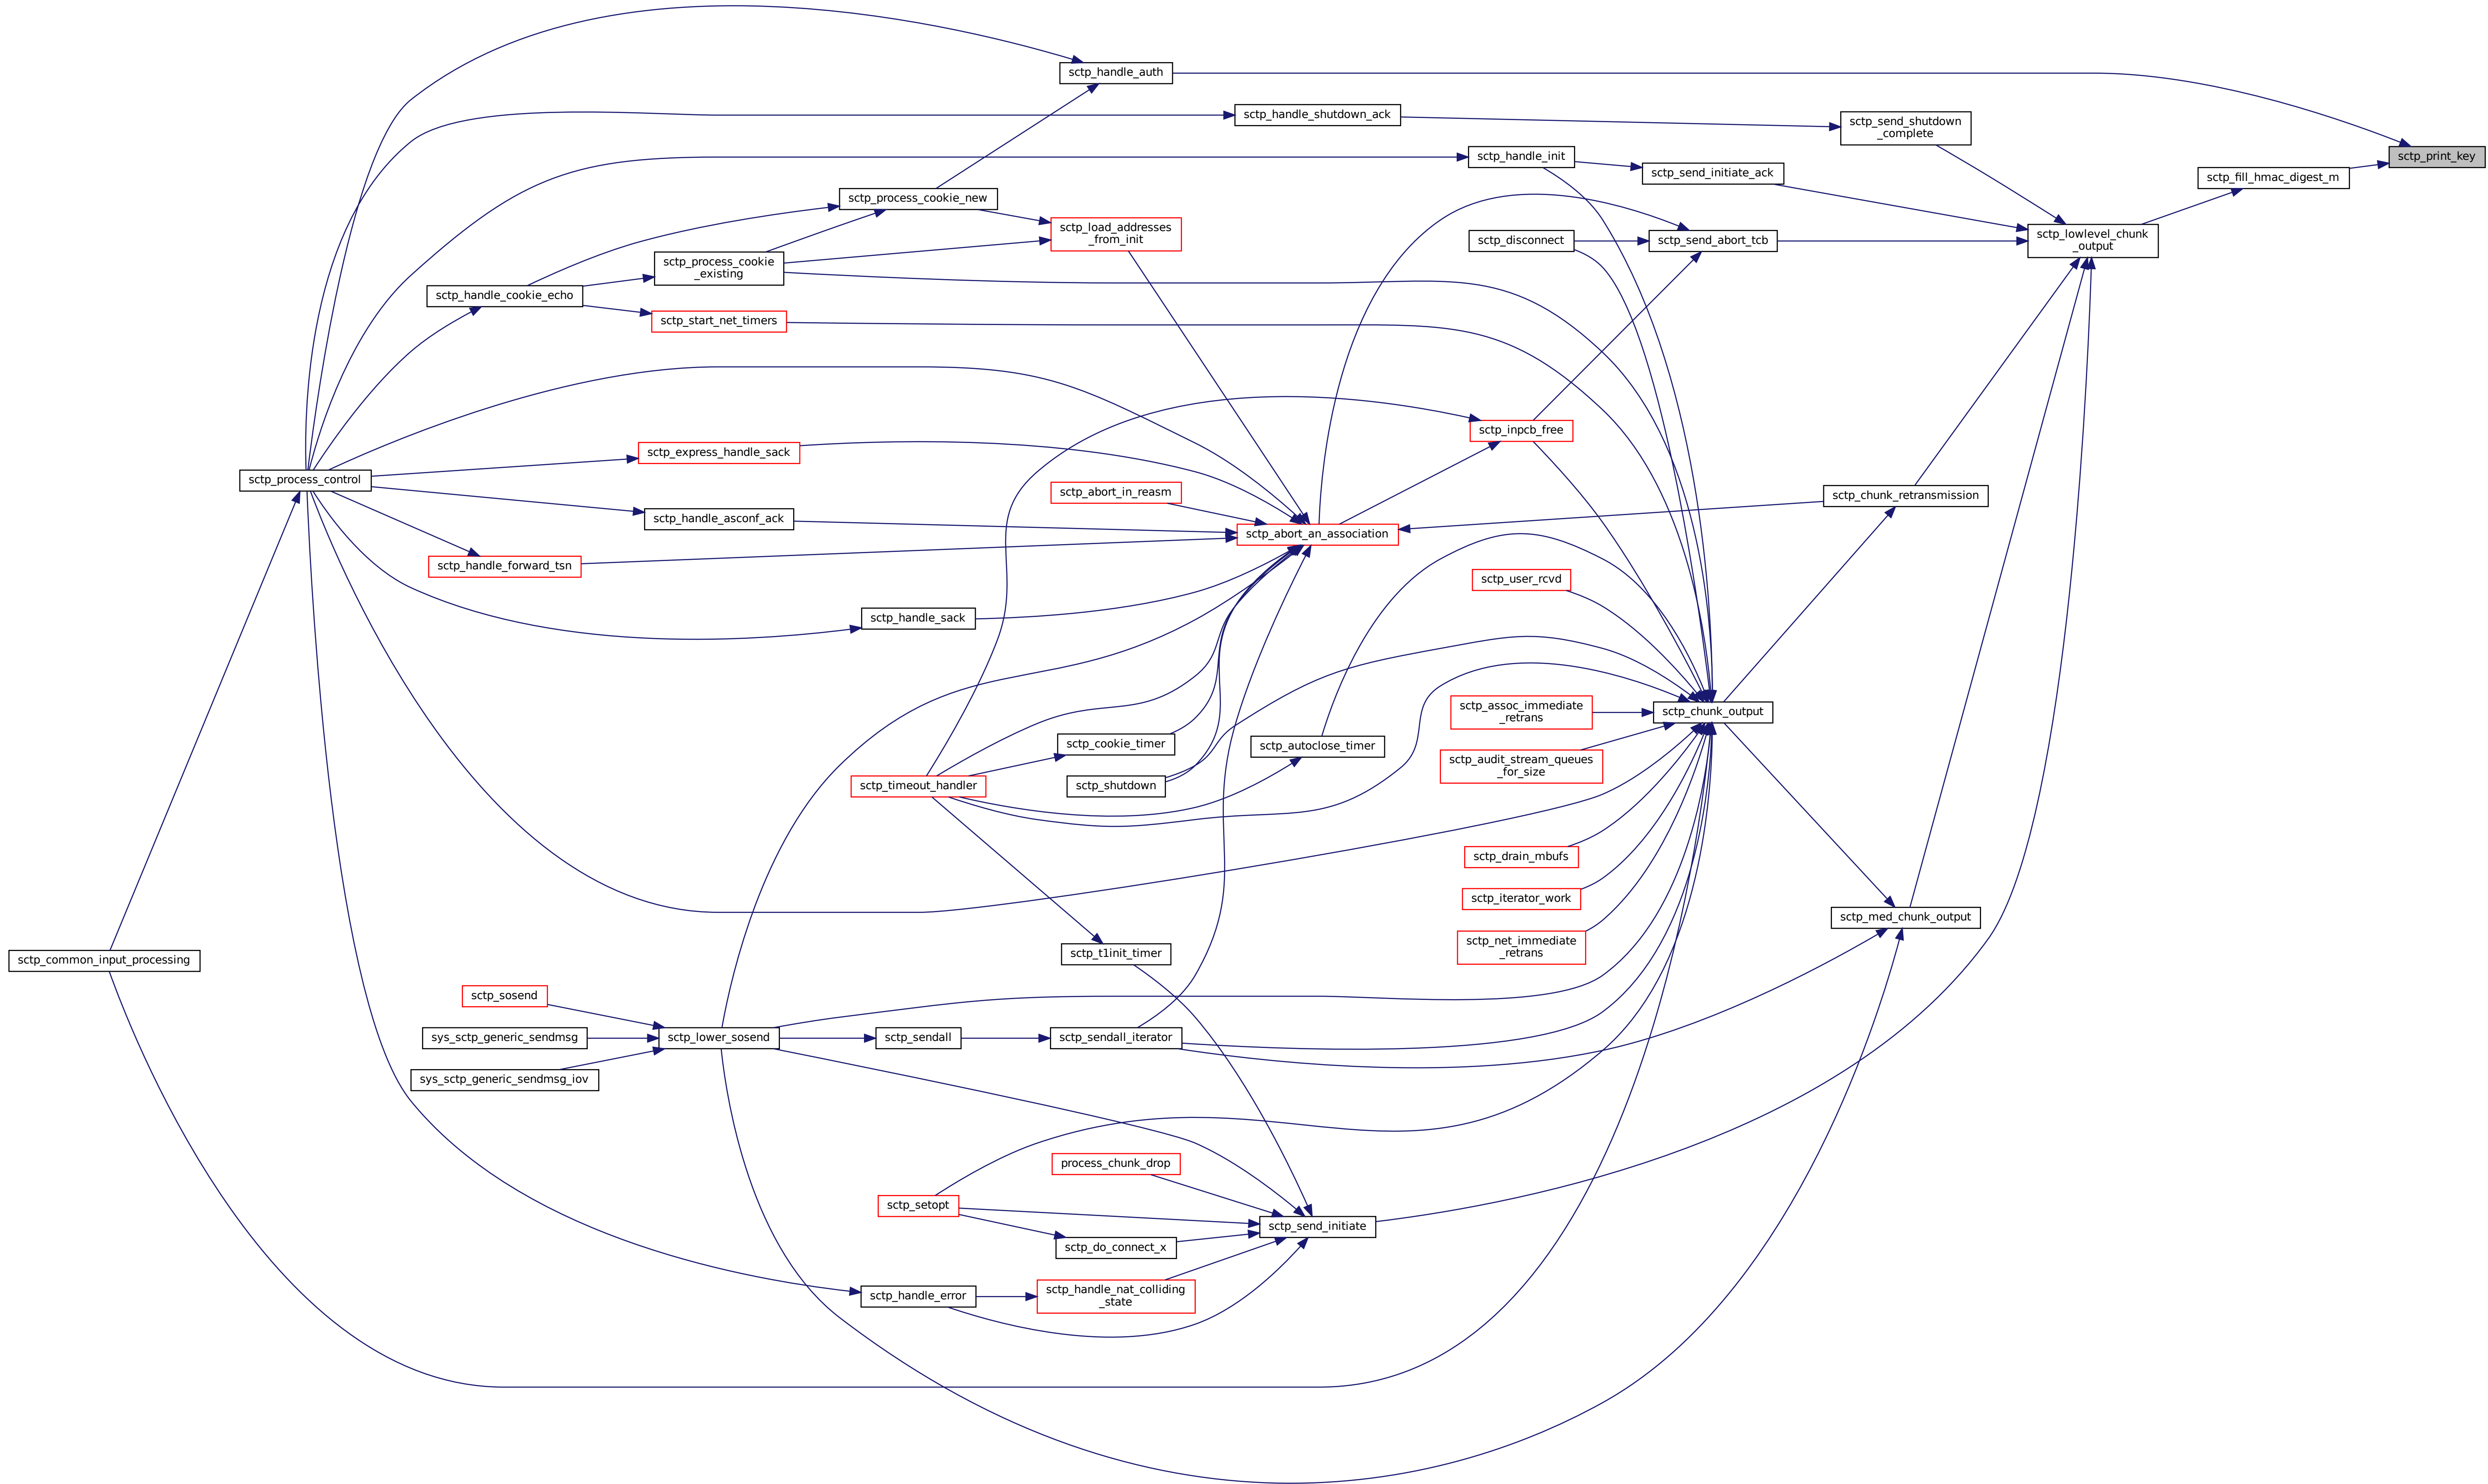 sctp_handle_auth
sctp_handle_shutdown_ack
sctp_send_shutdown
_complete
sctp_print_key
sctp_handle_init
sctp_send_initiate_ack
sctp_fill_hmac_digest_m
sctp_process_cookie_new
sctp_load_addresses
_from_init
sctp_disconnect
sctp_send_abort_tcb
sctp_lowlevel_chunk
_output
sctp_process_cookie
_existing
sctp_handle_cookie_echo
sctp_start_net_timers
sctp_inpcb_free
sctp_express_handle_sack
sctp_process_control
sctp_abort_in_reasm
sctp_chunk_retransmission
sctp_handle_asconf_ack
sctp_abort_an_association
sctp_handle_forward_tsn
sctp_user_rcvd
sctp_handle_sack
sctp_assoc_immediate
_retrans
sctp_chunk_output
sctp_cookie_timer
sctp_autoclose_timer
sctp_audit_stream_queues
_for_size
sctp_timeout_handler
sctp_shutdown
sctp_drain_mbufs
sctp_iterator_work
sctp_med_chunk_output
sctp_net_immediate
_retrans
sctp_t1init_timer
sctp_common_input_processing
sctp_sosend
sys_sctp_generic_sendmsg
sctp_lower_sosend
sctp_sendall
sctp_sendall_iterator
sys_sctp_generic_sendmsg_iov
process_chunk_drop
sctp_setopt
sctp_send_initiate
sctp_do_connect_x
sctp_handle_error
sctp_handle_nat_colliding
_state